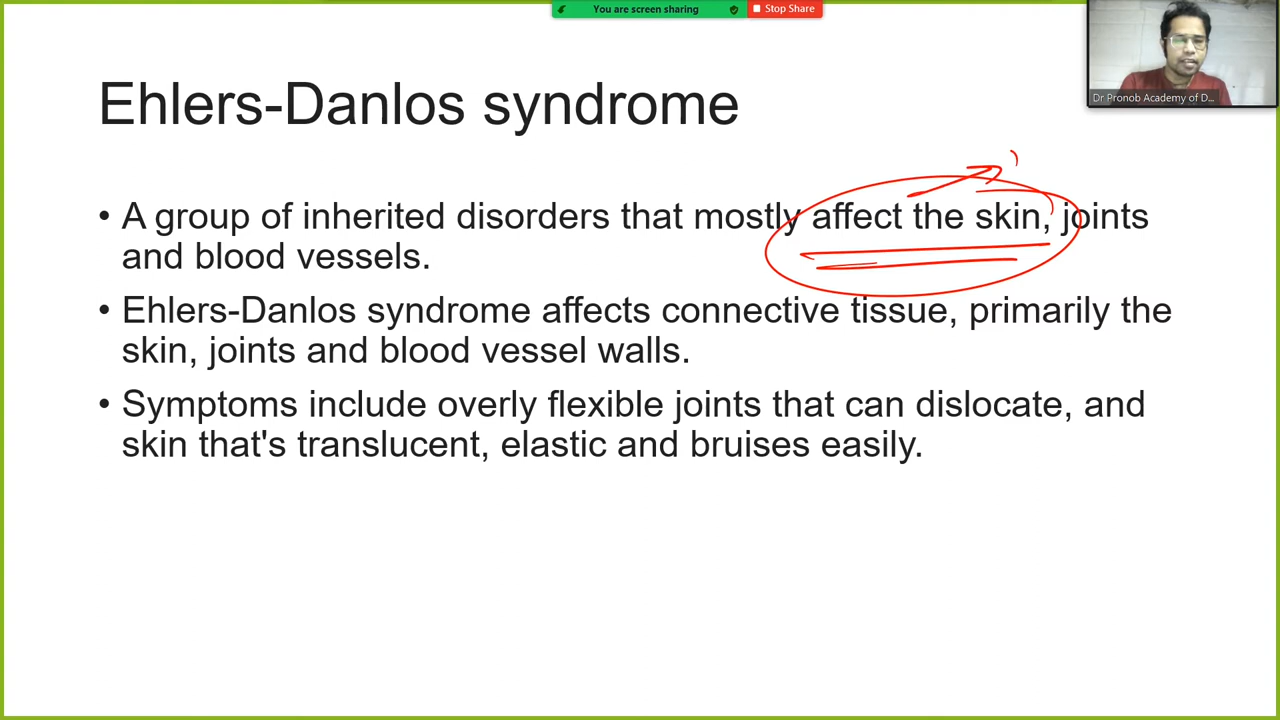 You are screen sharing
Stop Share
Dr Pronob Academy of D...
Ehlers-Danlos syndrome
• A group of inherited disorders that mostly affect the skin, joints
and blood vessels.
• Ehlers-Danlos syndrome affects connective tissue, primarily the
skin, joints and blood vessel walls.
• Symptoms include overly flexible joints that can dislocate, and
skin that's translucent, elastic and bruises easily.